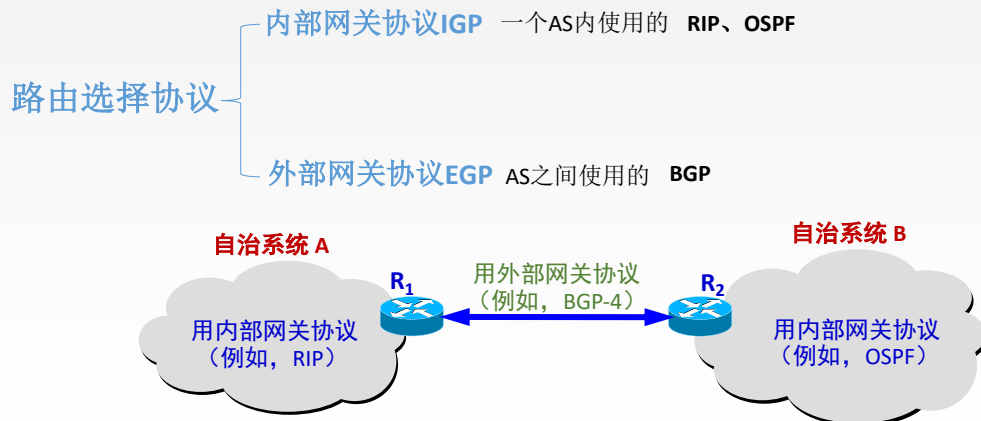 内部网关协议IGP 一个AS内使用的 RIP、OSPF
路由选择协议
外部网关协议EGP AS之间使用的 BGP
自治系统 A
自治系统 B
R1
用外部网关协议
（例如，BGP-4）
R2
用内部网关协议
（例如，RIP）
用内部网关协议
（例如，OSPF）